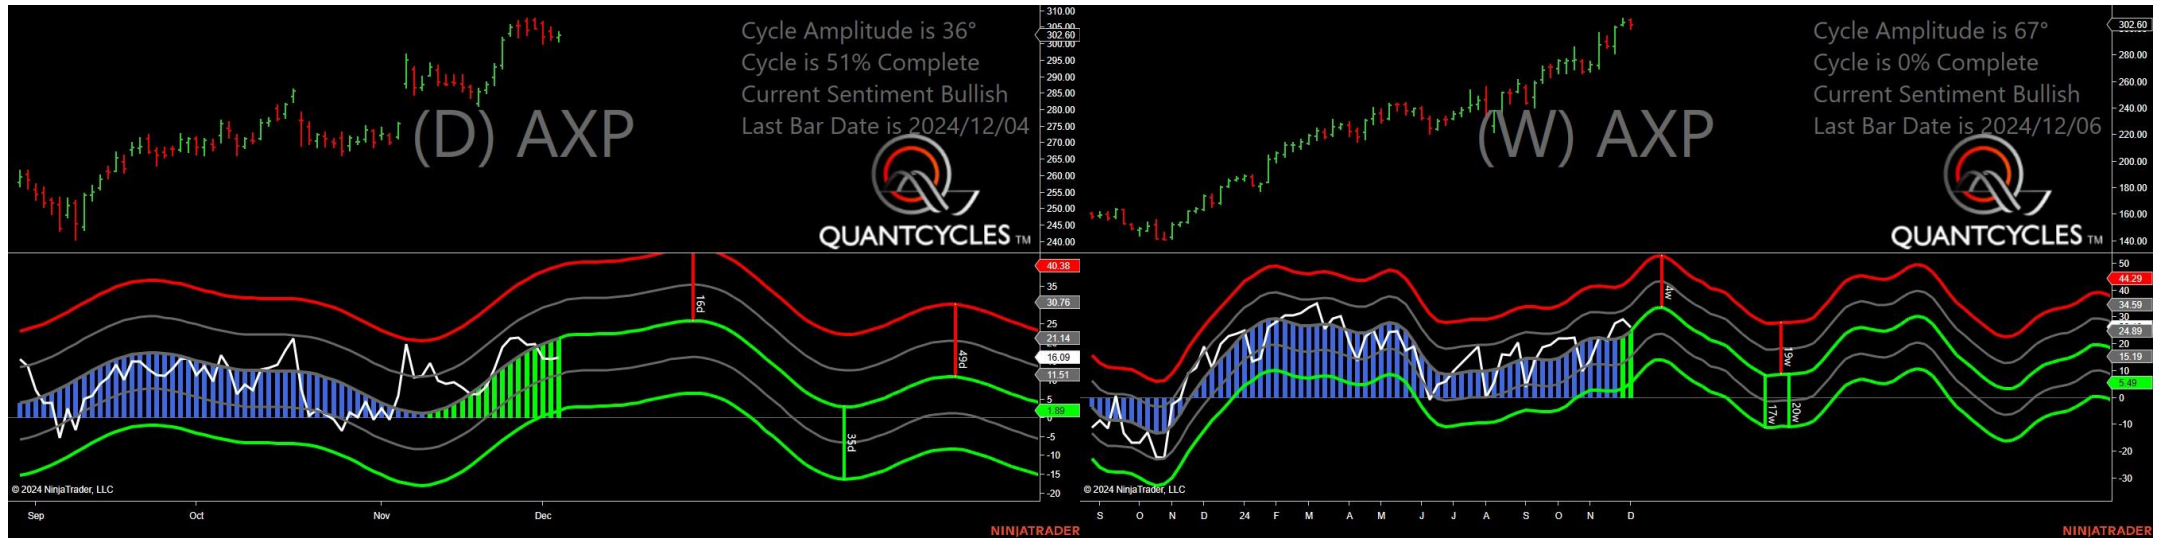 Cycle Amplitude is 36°
Cycle is 51% Complete
Current Sentiment Bullish
Last Bar Date is 2024/12/04
(D) AXP
QUANTCYCLES TM
310.00
305.00
302.60
300.00
295.00
290.00
285.00
280.00
275.00
270.00
265.00
260.00
255.00
250.00
245.00
240.00
40.38
35
30.76
25
21.14
16.09
11.51
10
5
1.89
0
-5
-10
-15
-20
16d
49d
35d
© 2024 NinjaTrader, LLC
Sep Oct Nov Dec
NINJATRADER
Cycle Amplitude is 67°
Cycle is 0% Complete
Current Sentiment Bullish
Last Bar Date is 2024/12/06
(W) AXP
QUANTCYCLES TM
302.60
280.00
260.00
240.00
220.00
200.00
180.00
160.00
140.00
50
44.29
40
34.59
30
24.89
20
15.19
10
5.49
0
-10
-20
-30
4w
19w
17w
20w
© 2024 NinjaTrader, LLC
S O N D 24 F M A M J J A S O N D
NINJATRADER